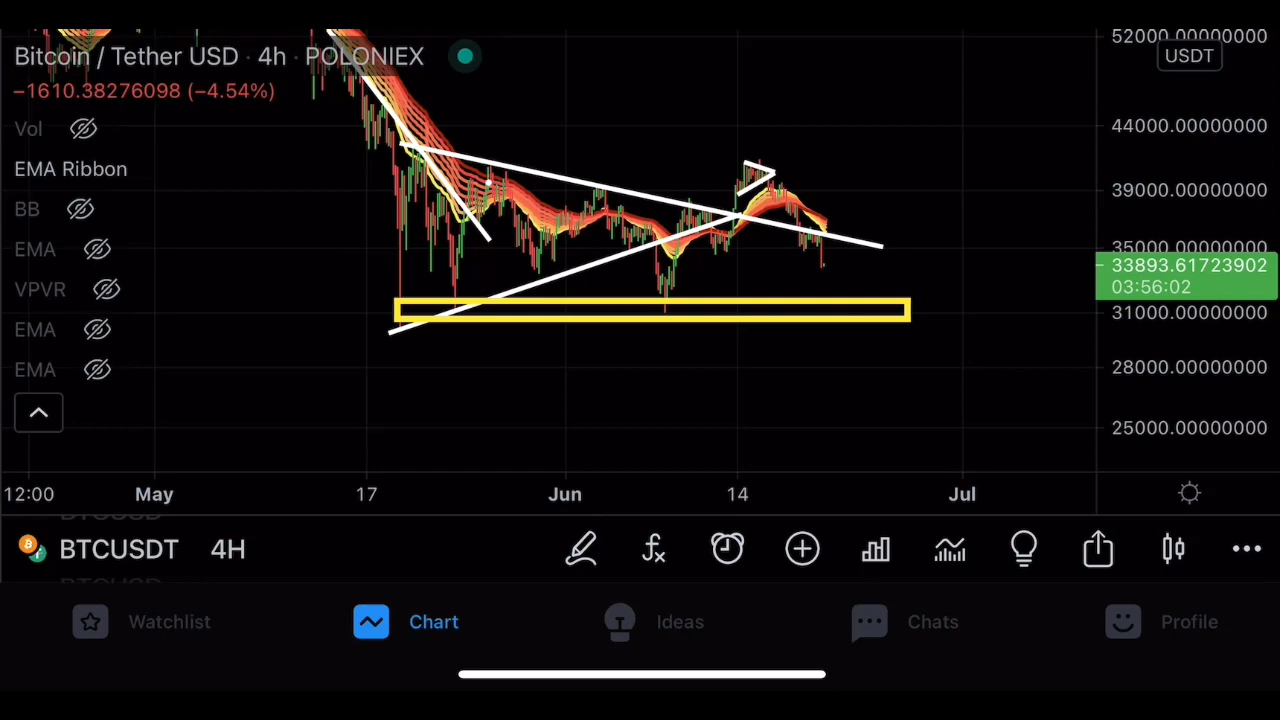 52000.00000000
Bitcoin / Tether USD · 4h · POLONIEX
USDT
−1610.38276098 (−4.54%)
Vol
44000.00000000
EMA Ribbon
39000.00000000
BB
EMA
35000.00000000
33893.61723902
03:56:02
VPVR
31000.00000000
EMA
EMA
28000.00000000
25000.00000000
12:00 May 17 Jun 14 Jul
BTCUSD
BTCUSDT 4H
BTCUSD
Watchlist Chart Ideas Chats Profile